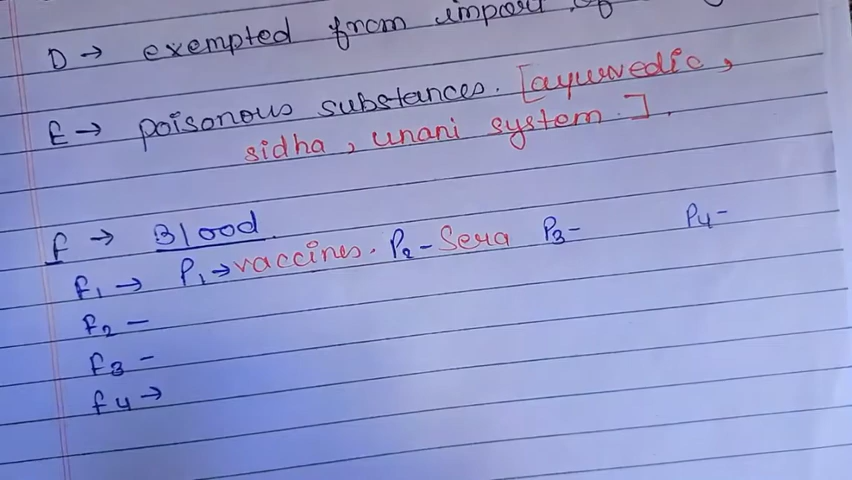 D → exempted from import of
E → poisonous substances. [ayurvedic,
sidha, unani system.].
F → Blood
F1 → P1 → vaccines. P2 - Sera P3 - P4 -
F2 -
F3 -
F4 →